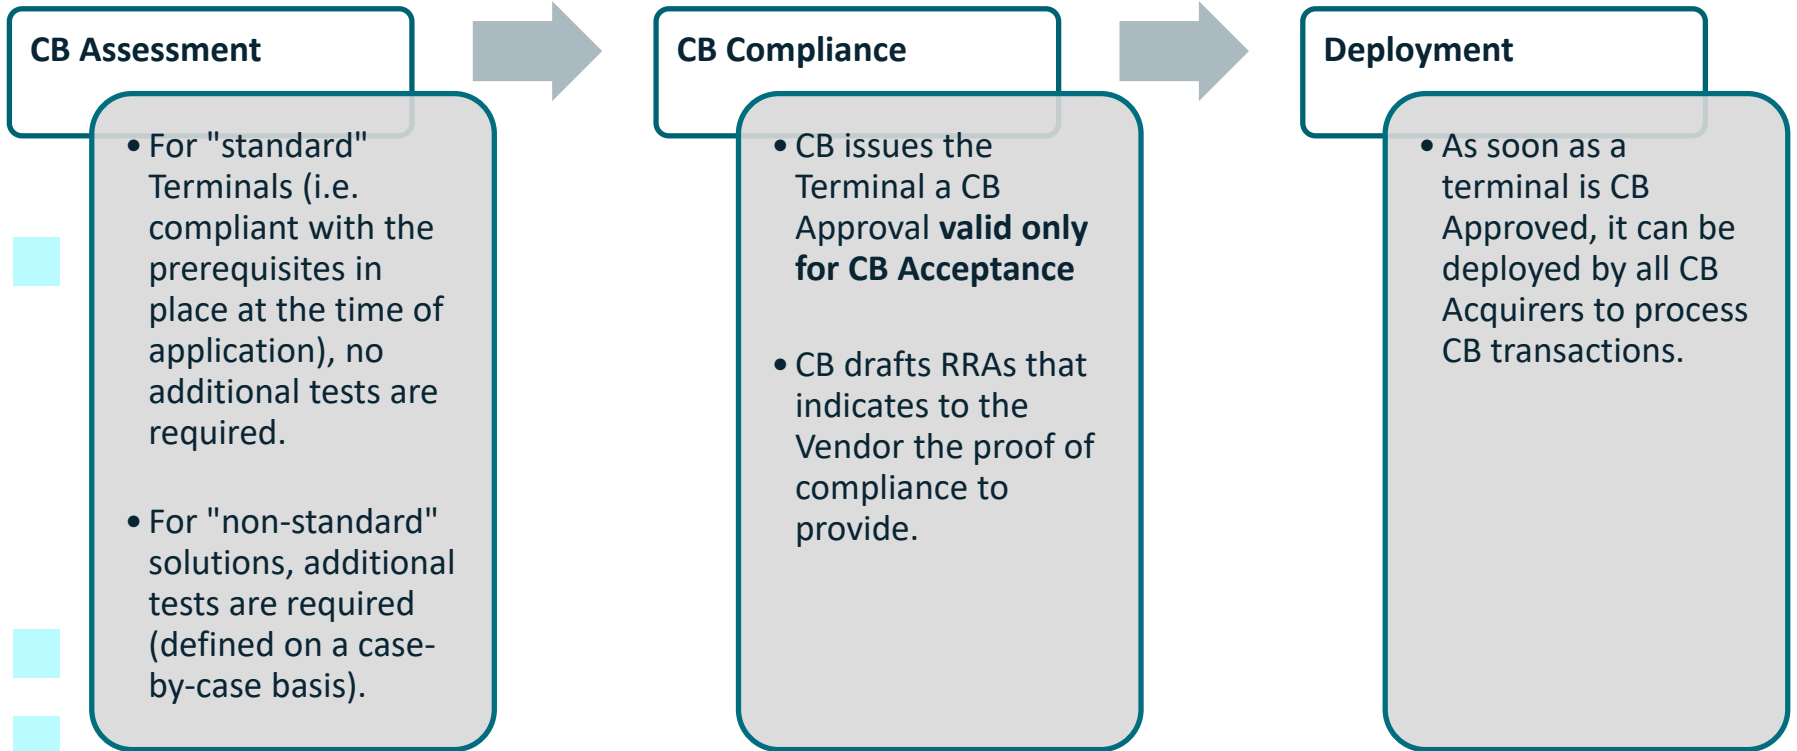 CB Assessment
• For "standard"
Terminals (i.e.
compliant with the
prerequisites in
place at the time of
application), no
additional tests are
required.
• For "non-standard"
solutions, additional
tests are required
(defined on a case-
by-case basis).
CB Compliance
• CB issues the
Terminal a CB
Approval valid only
for CB Acceptance
• CB drafts RRAs that
indicates to the
Vendor the proof of
compliance to
provide.
Deployment
• As soon as a
terminal is CB
Approved, it can be
deployed by all CB
Acquirers to process
CB transactions.